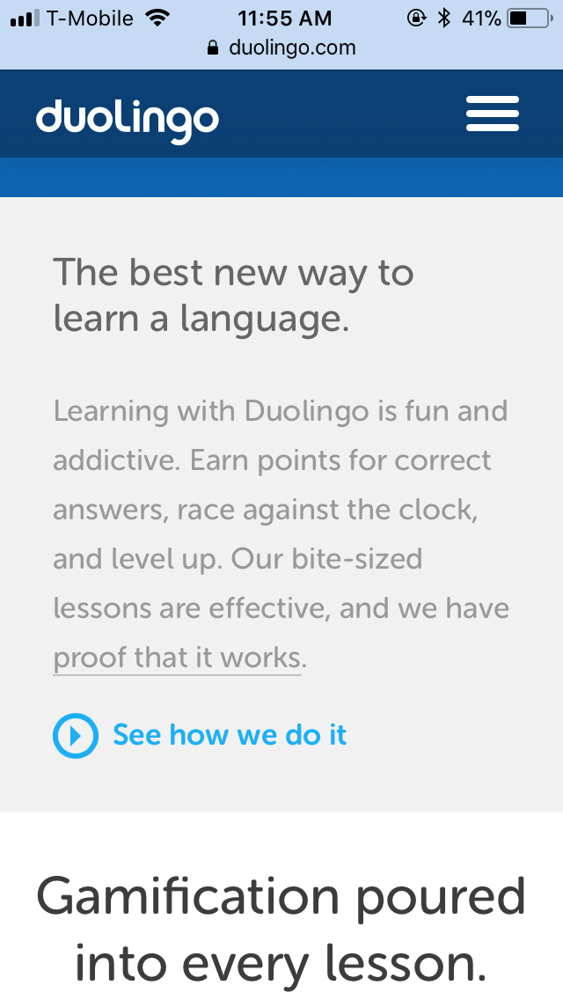 T-Mobile 11:55 AM 41%
duolingo.com
duolingo
The best new way to
learn a language.
Learning with Duolingo is fun and
addictive. Earn points for correct
answers, race against the clock,
and level up. Our bite-sized
lessons are effective, and we have
proof that it works.
See how we do it
Gamification poured
into every lesson.